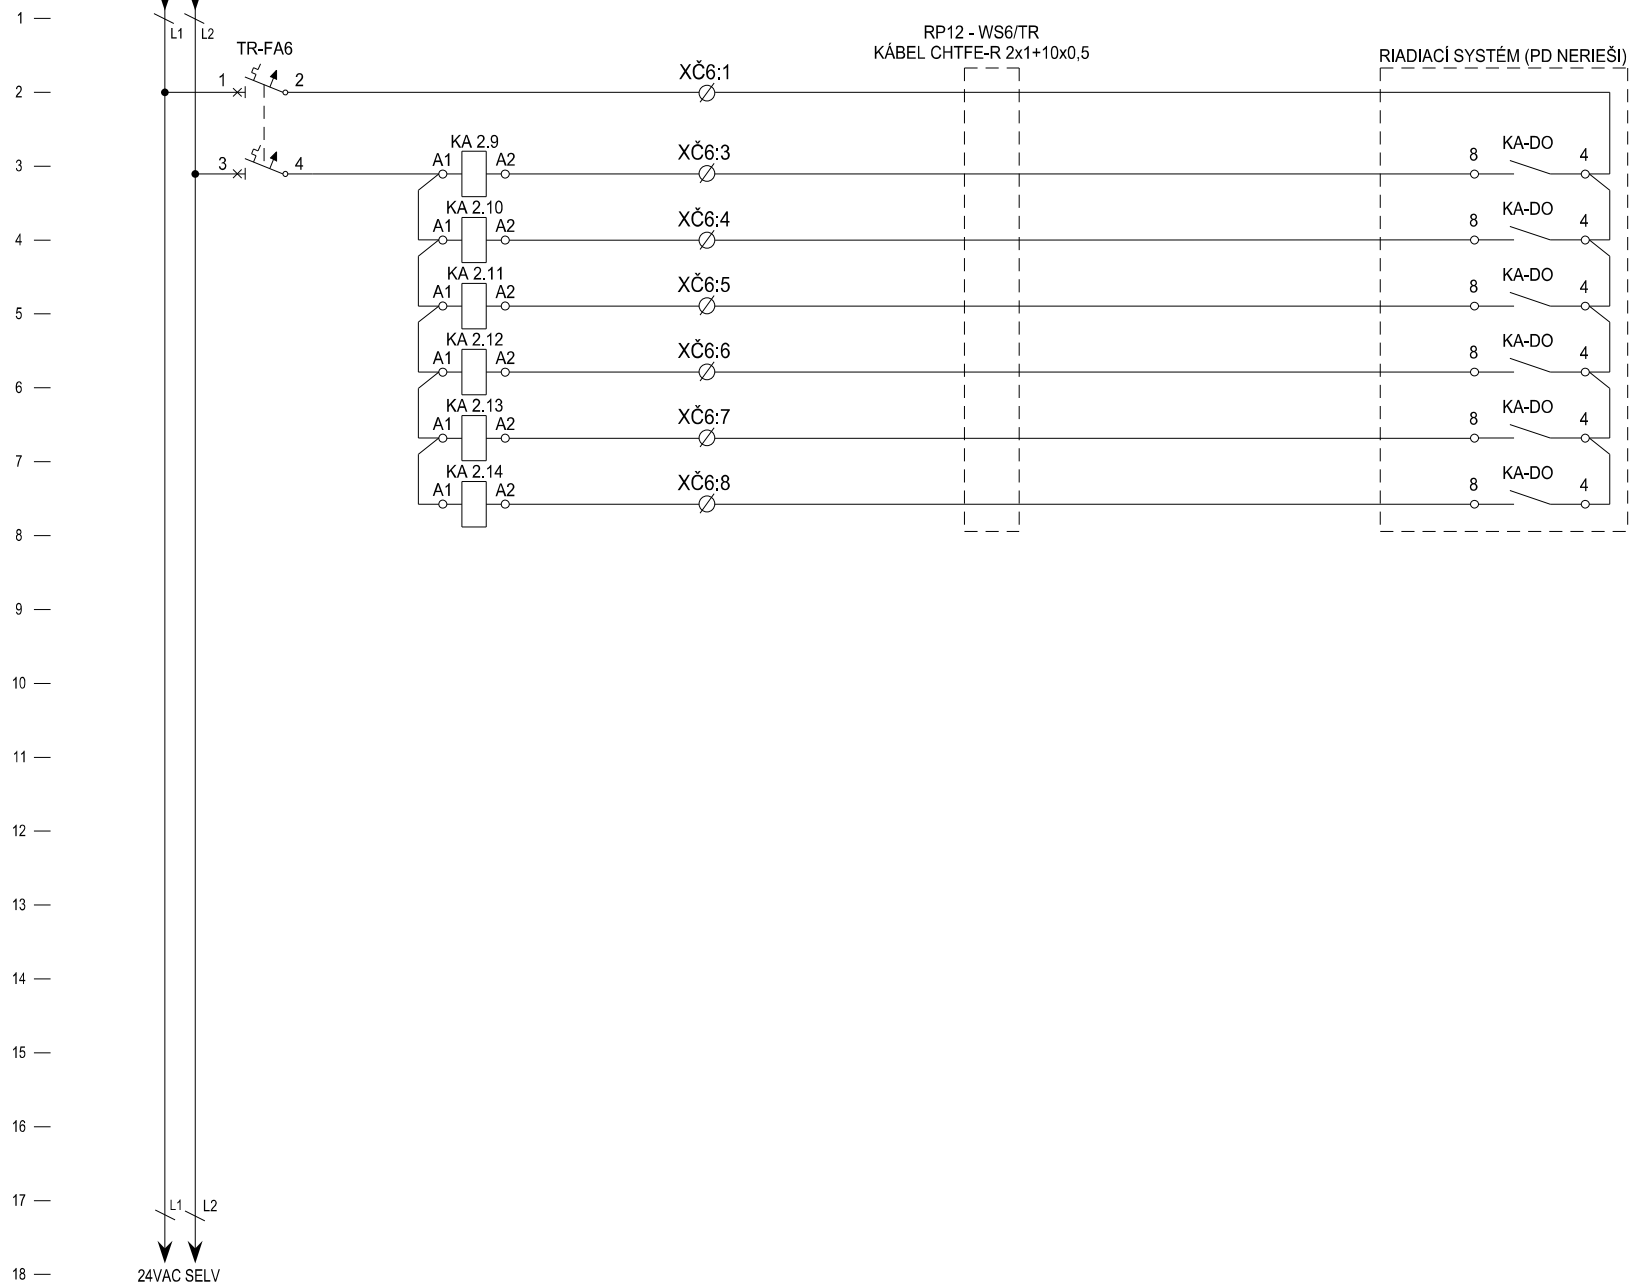 1
L1 L2
RP12 - WS6/TR
KÁBEL CHTFE-R 2x1+10x0,5
TR-FA6
RIADIACÍ SYSTÉM (PD NERIEŠI)
2
1 2
XČ6:1
3
3 4
KA 2.9
A1 A2
XČ6:3
8 KA-DO 4
4
KA 2.10
A1 A2
XČ6:4
8 KA-DO 4
5
KA 2.11
A1 A2
XČ6:5
8 KA-DO 4
6
KA 2.12
A1 A2
XČ6:6
8 KA-DO 4
7
KA 2.13
A1 A2
XČ6:7
8 KA-DO 4
KA 2.14
A1 A2
XČ6:8
8 KA-DO 4
8
9
10
11
12
13
14
15
16
17
L1 L2
18
24VAC SELV